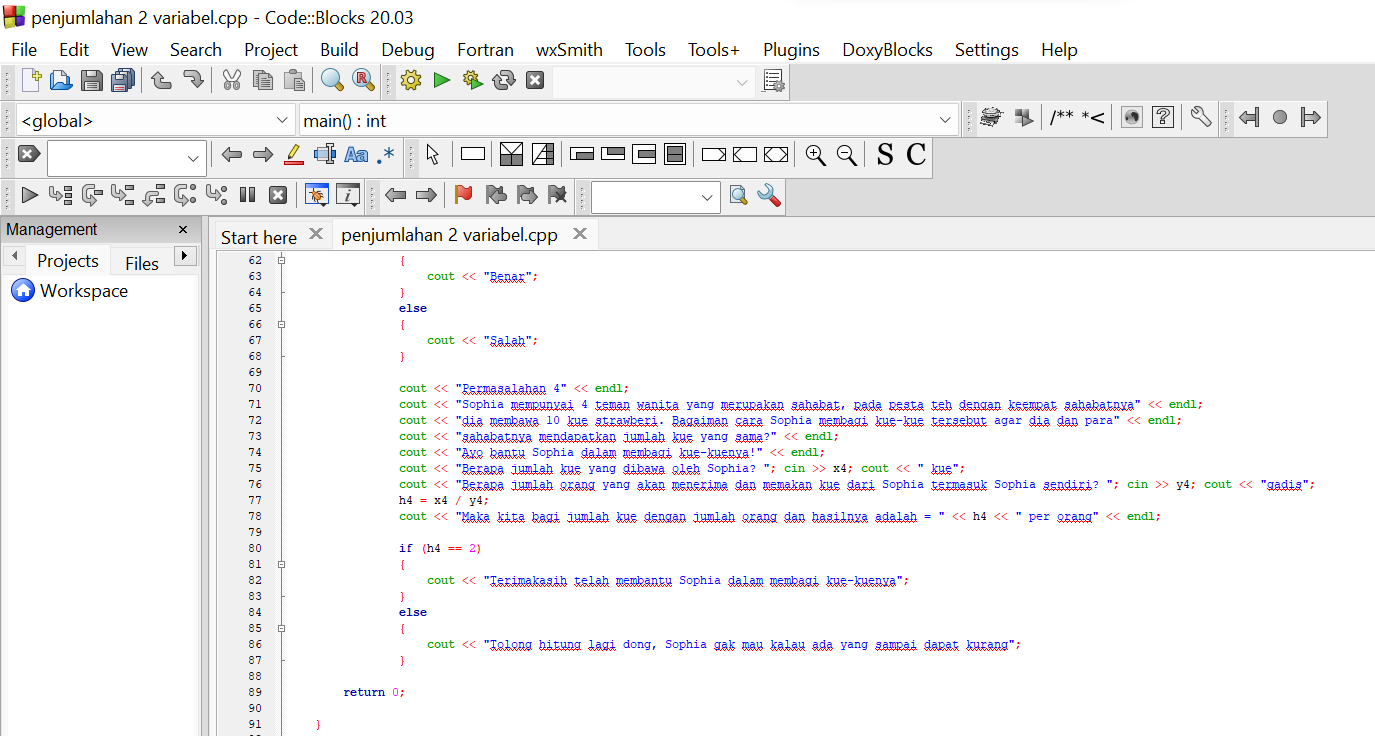 penjumlahan 2 variabel.cpp - Code::Blocks 20.03
File Edit View Search Project Build Debug Fortran wxSmith Tools Tools+ Plugins DoxyBlocks Settings Help
<global> main() : int /** *<
Aa .* S C
Management
Start here penjumlahan 2 variabel.cpp
Projects Files
Workspace
62 {
63 cout << "Benar";
64 }
65 else
66 {
67 cout << "Salah";
68 }
69
70 cout << "Permasalahan 4" << endl;
71 cout << "Sophia mempunyai 4 teman wanita yang merupakan sahabat, pada pesta teh dengan keempat sahabatnya" << endl;
72 cout << "dia membawa 10 kue strawberi. Bagaiman cara Sophia membagi kue-kue tersebut agar dia dan para" << endl;
73 cout << "sahabatnya mendapatkan jumlah kue yang sama?" << endl;
74 cout << "Ayo bantu Sophia dalam membagi kue-kuenya!" << endl;
75 cout << "Berapa jumlah kue yang dibawa oleh Sophia? "; cin >> x4; cout << " kue";
76 cout << "Berapa jumlah orang yang akan menerima dan memakan kue dari Sophia termasuk Sophia sendiri? "; cin >> y4; cout << "gadis";
77 h4 = x4 / y4;
78 cout << "Maka kita bagi jumlah kue dengan jumlah orang dan hasilnya adalah = " << h4 << " per orang" << endl;
79
80 if (h4 == 2)
81 {
82 cout << "Terimakasih telah membantu Sophia dalam membagi kue-kuenya";
83 }
84 else
85 {
86 cout << "Tolong hitung lagi dong, Sophia gak mau kalau ada yang sampai dapat kurang";
87 }
88
89 return 0;
90
91 }